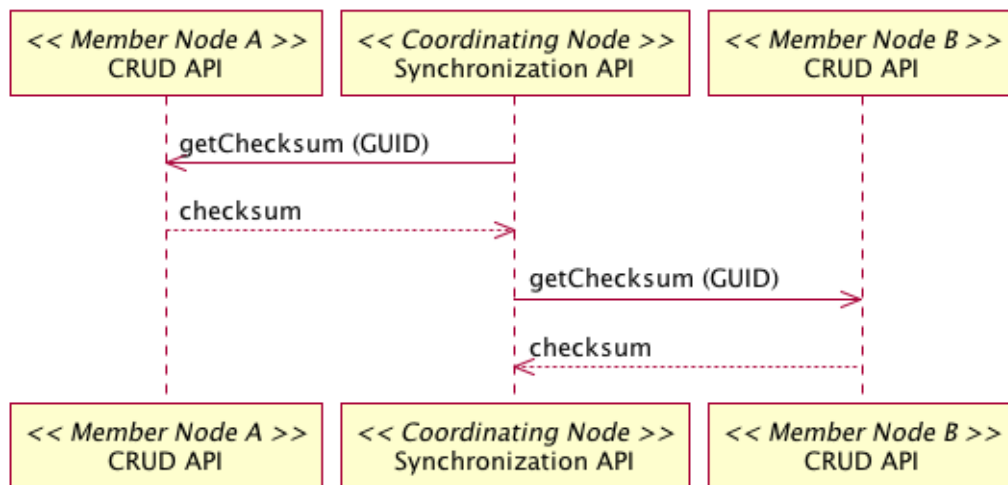 << Member Node A >>
CRUD API
<< Coordinating Node >>
Synchronization API
<< Member Node B >>
CRUD API
getChecksum (GUID)
checksum
getChecksum (GUID)
checksum
<< Member Node A >>
CRUD API
<< Coordinating Node >>
Synchronization API
<< Member Node B >>
CRUD API